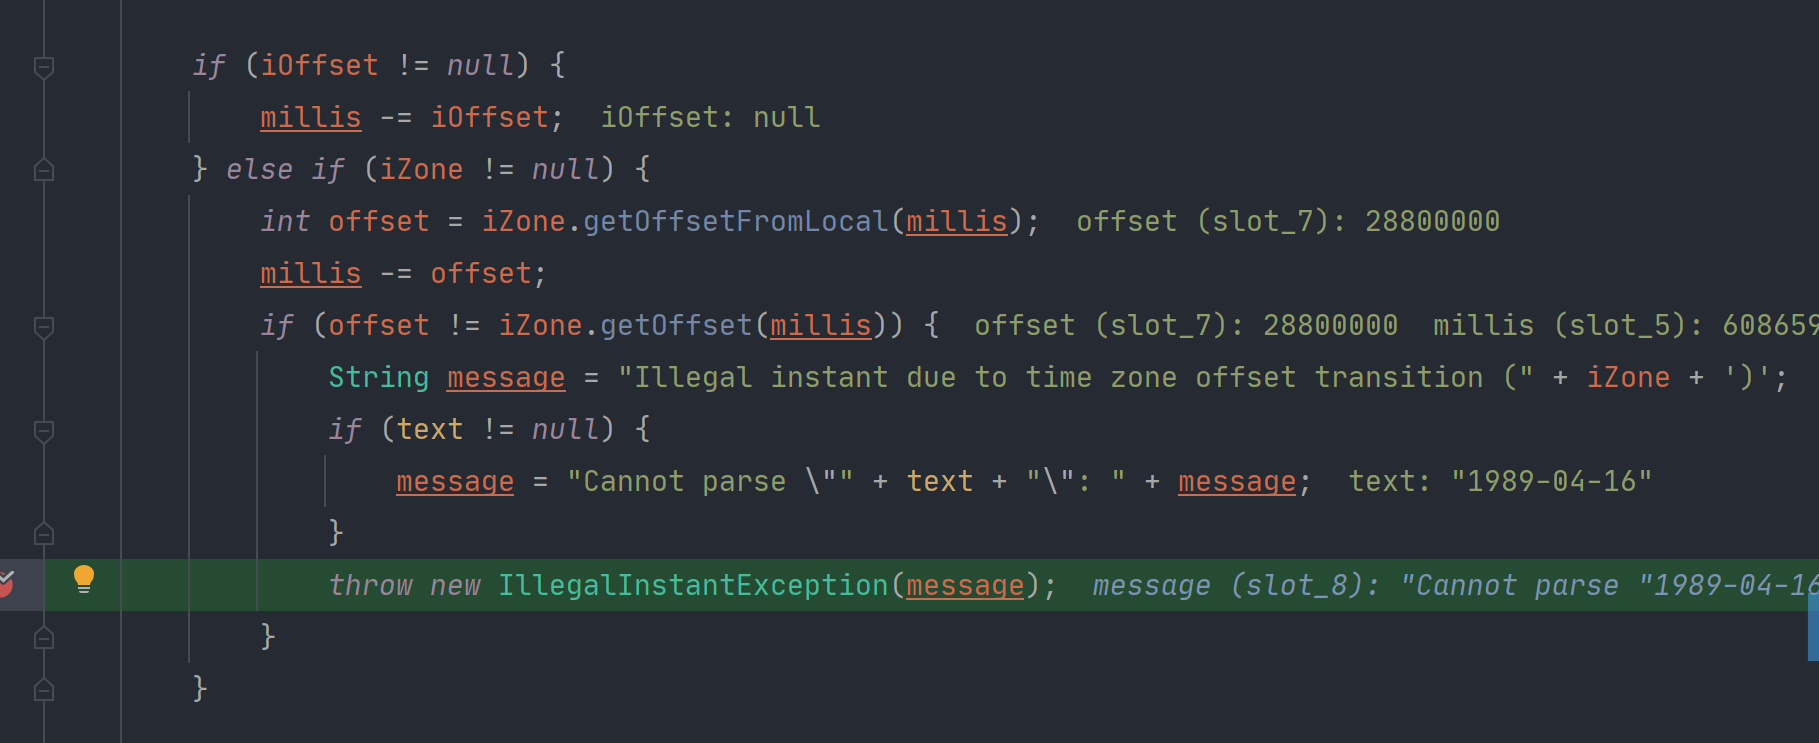 if (iOffset != null) {
millis -= iOffset;  iOffset: null
} else if (iZone != null) {
int offset = iZone.getOffsetFromLocal(millis);  offset (slot_7): 28800000
millis -= offset;
if (offset != iZone.getOffset(millis)) {  offset (slot_7): 28800000  millis (slot_5): 608659
String message = "Illegal instant due to time zone offset transition (" + iZone + ')';
if (text != null) {
message = "Cannot parse \"" + text + "\": " + message;  text: "1989-04-16"
}
throw new IllegalInstantException(message);  message (slot_8): "Cannot parse "1989-04-16
}
}